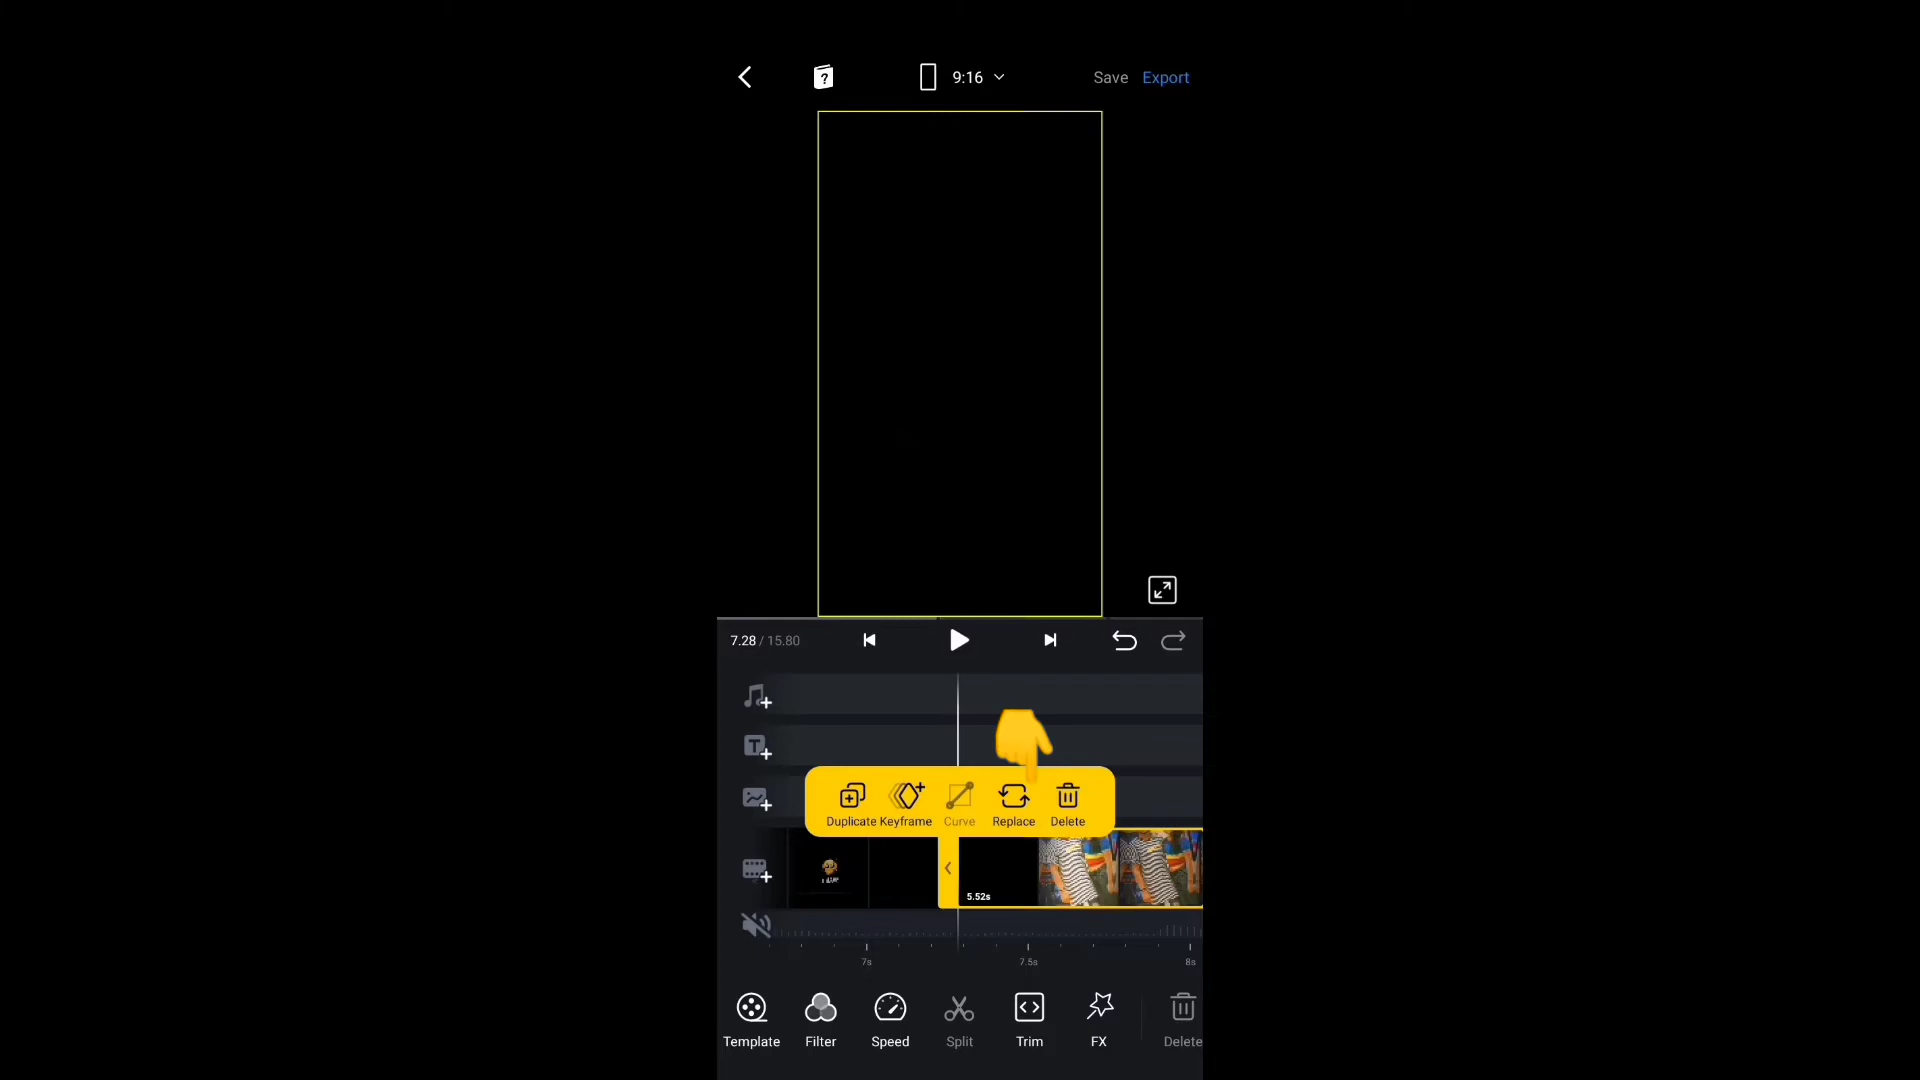 ?
9:16
Save
Export
7.28 / 15.80
T
Duplicate
Keyframe
Curve
Replace
Delete
5.52s
7s
7.5s
8s
Template
Filter
Speed
Split
Trim
FX
Delete